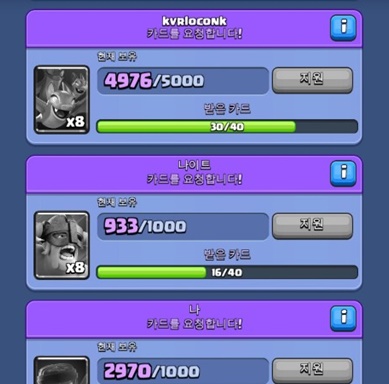 kvrloconk
카드를 요청합니다!
현재 보유
4976/5000
지원
x8
받은 카드
30/40
나이트
카드를 요청합니다!
현재 보유
933/1000
지원
받은 카드
x8
16/40
나
카드를 요청합니다!
현재 보유
2970/1000
지원